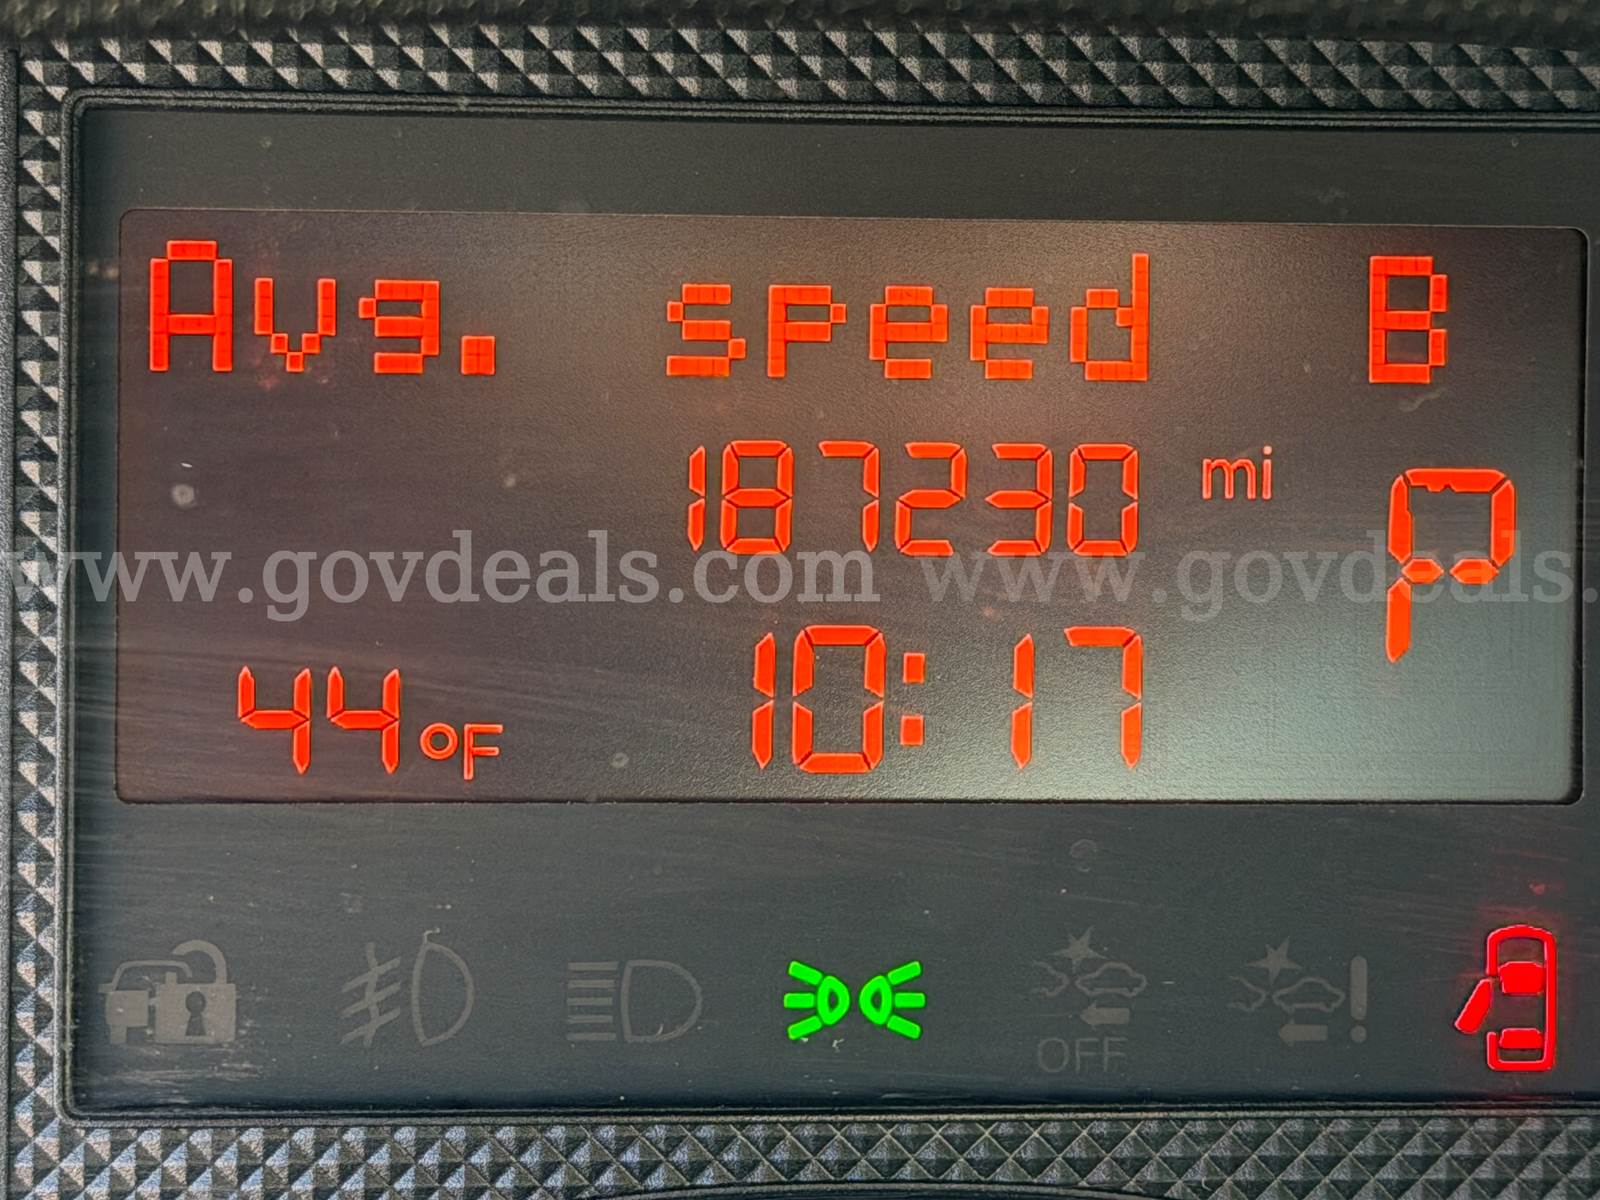 Avg. speed B
187230 mi
P
www.govdeals.com www.govdeals.
44°F 10:17
OFF